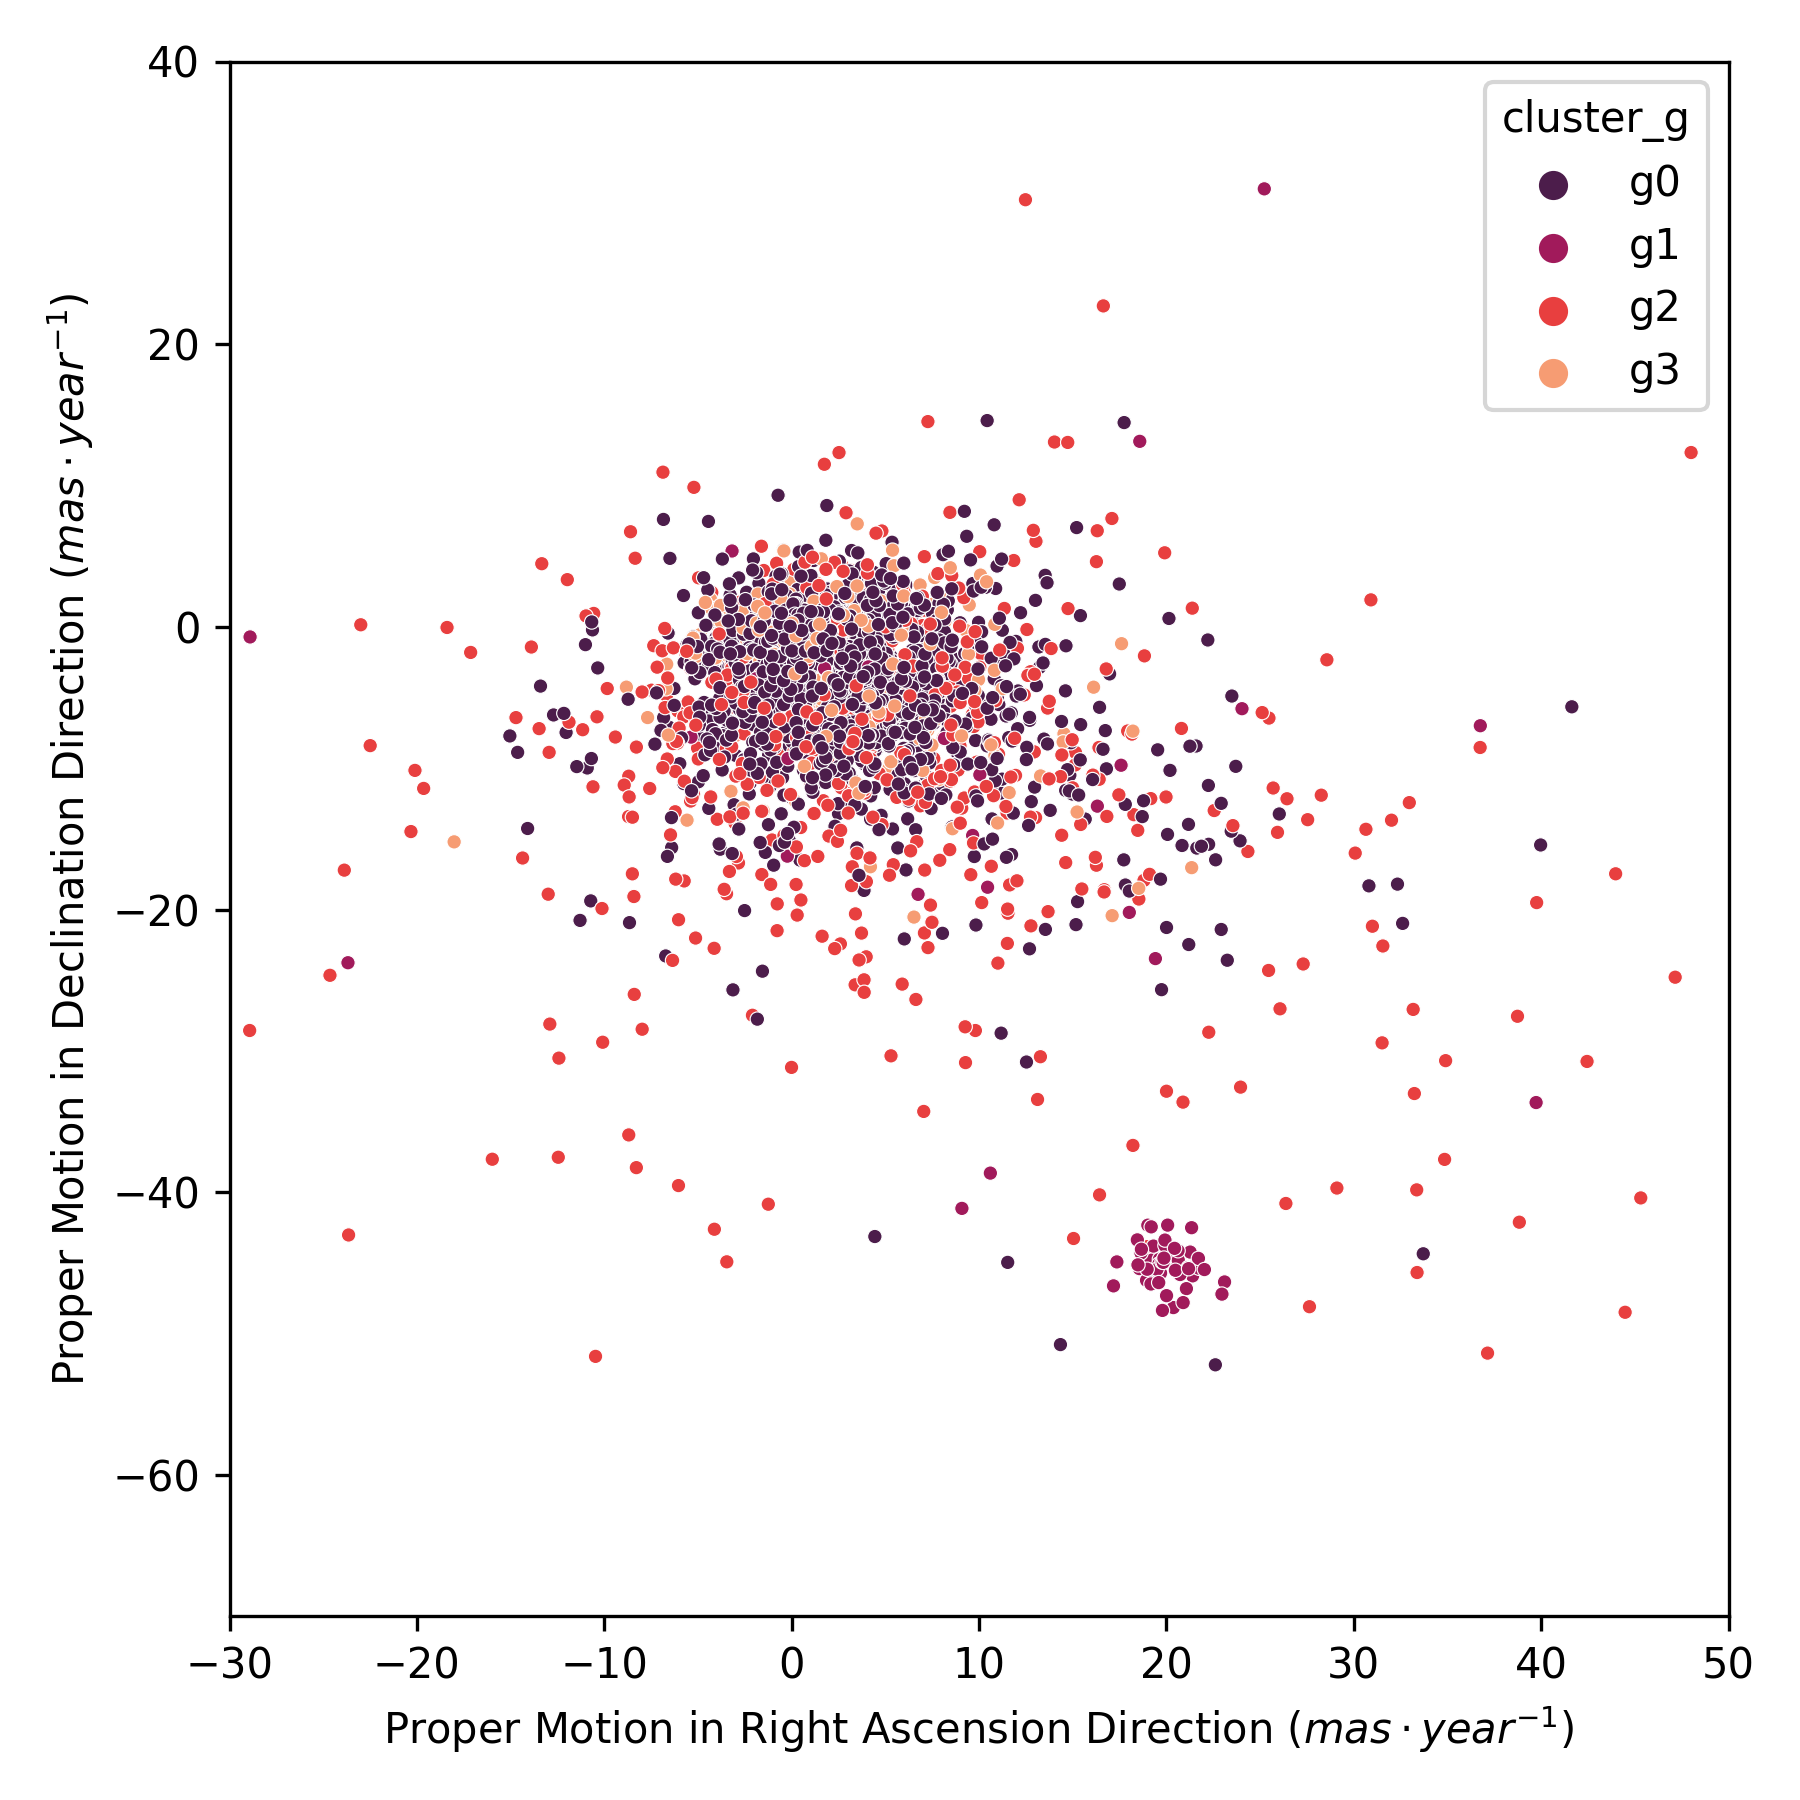 cluster_g
g0
g1
g2
g3
40
20
0
−20
−40
−60
−30 −20 −10 0 10 20 30 40 50
Proper Motion in Right Ascension Direction (mas · year⁻¹)
Proper Motion in Declination Direction (mas · year⁻¹)